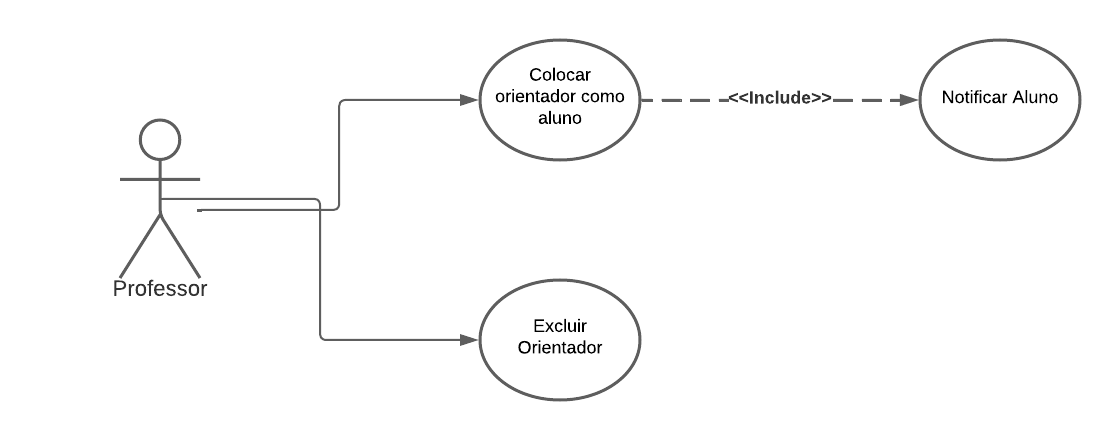 Colocar
orientador como
aluno
<<Include>>
Notificar Aluno
Professor
Excluir
Orientador